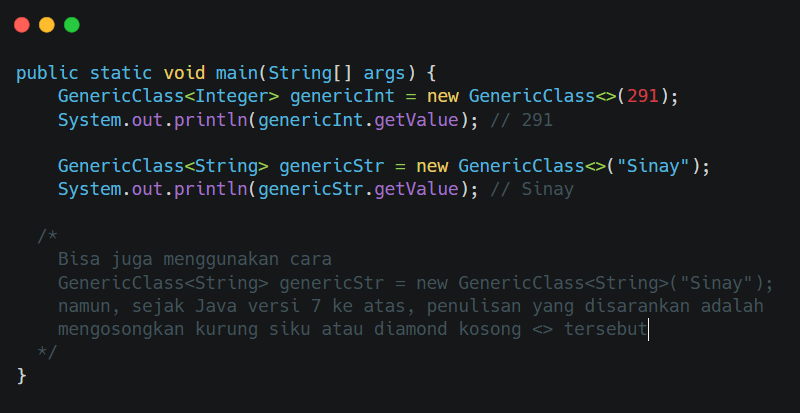 public static void main(String[] args) {
    GenericClass<Integer> genericInt = new GenericClass<>(291);
    System.out.println(genericInt.getValue); // 291

    GenericClass<String> genericStr = new GenericClass<>("Sinay");
    System.out.println(genericStr.getValue); // Sinay

  /*
    Bisa juga menggunakan cara
    GenericClass<String> genericStr = new GenericClass<String>("Sinay");
    namun, sejak Java versi 7 ke atas, penulisan yang disarankan adalah
    mengosongkan kurung siku atau diamond kosong <> tersebut
  */
}